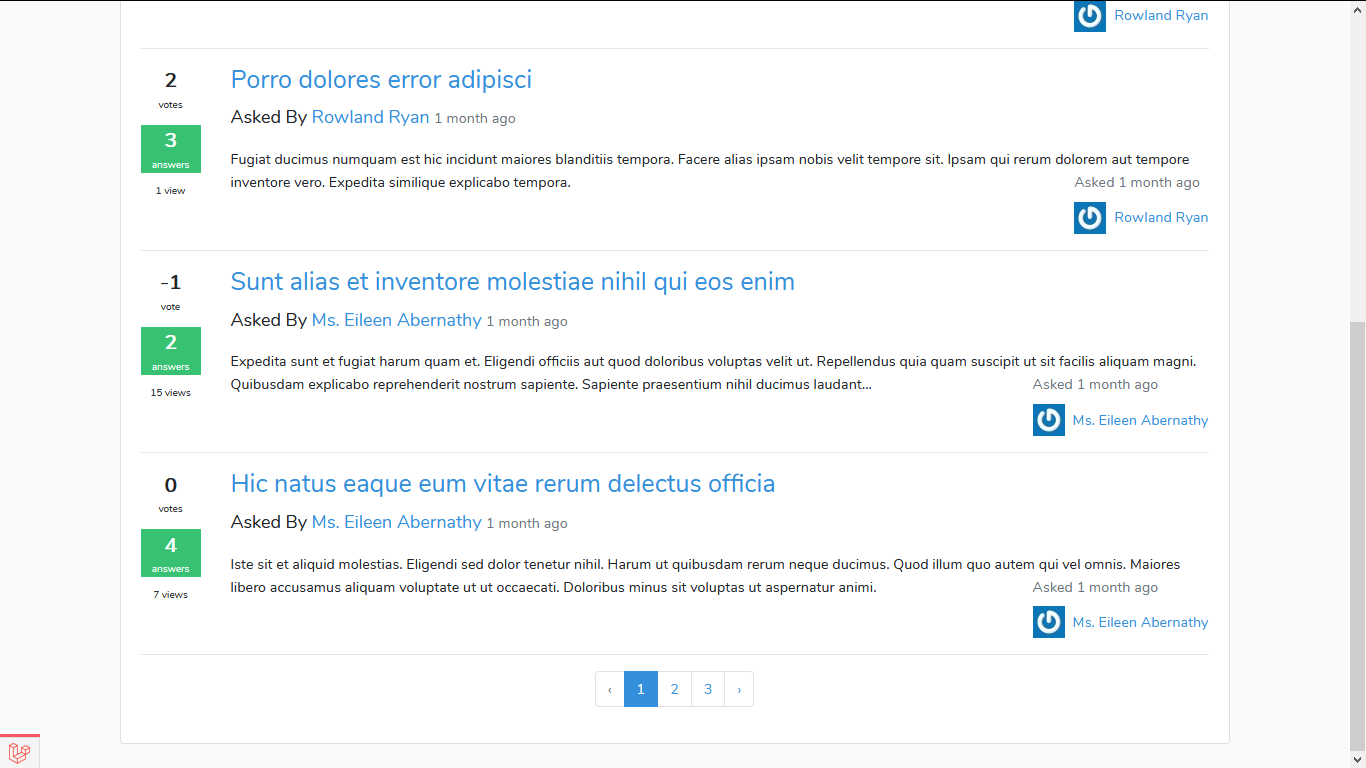 Rowland Ryan
2
votes
3
answers
1 view
Porro dolores error adipisci
Asked By Rowland Ryan 1 month ago
Fugiat ducimus numquam est hic incidunt maiores blanditiis tempora. Facere alias ipsam nobis velit tempore sit. Ipsam qui rerum dolorem aut tempore
inventore vero. Expedita similique explicabo tempora.
Asked 1 month ago
Rowland Ryan
-1
vote
2
answers
15 views
Sunt alias et inventore molestiae nihil qui eos enim
Asked By Ms. Eileen Abernathy 1 month ago
Expedita sunt et fugiat harum quam et. Eligendi officiis aut quod doloribus voluptas velit ut. Repellendus quia quam suscipit ut sit facilis aliquam magni.
Quibusdam explicabo reprehenderit nostrum sapiente. Sapiente praesentium nihil ducimus laudant...
Asked 1 month ago
Ms. Eileen Abernathy
0
votes
4
answers
7 views
Hic natus eaque eum vitae rerum delectus officia
Asked By Ms. Eileen Abernathy 1 month ago
Iste sit et aliquid molestias. Eligendi sed dolor tenetur nihil. Harum ut quibusdam rerum neque ducimus. Quod illum quo autem qui vel omnis. Maiores
libero accusamus aliquam voluptate ut ut occaecati. Doloribus minus sit voluptas ut aspernatur animi.
Asked 1 month ago
Ms. Eileen Abernathy
‹ 1 2 3 ›